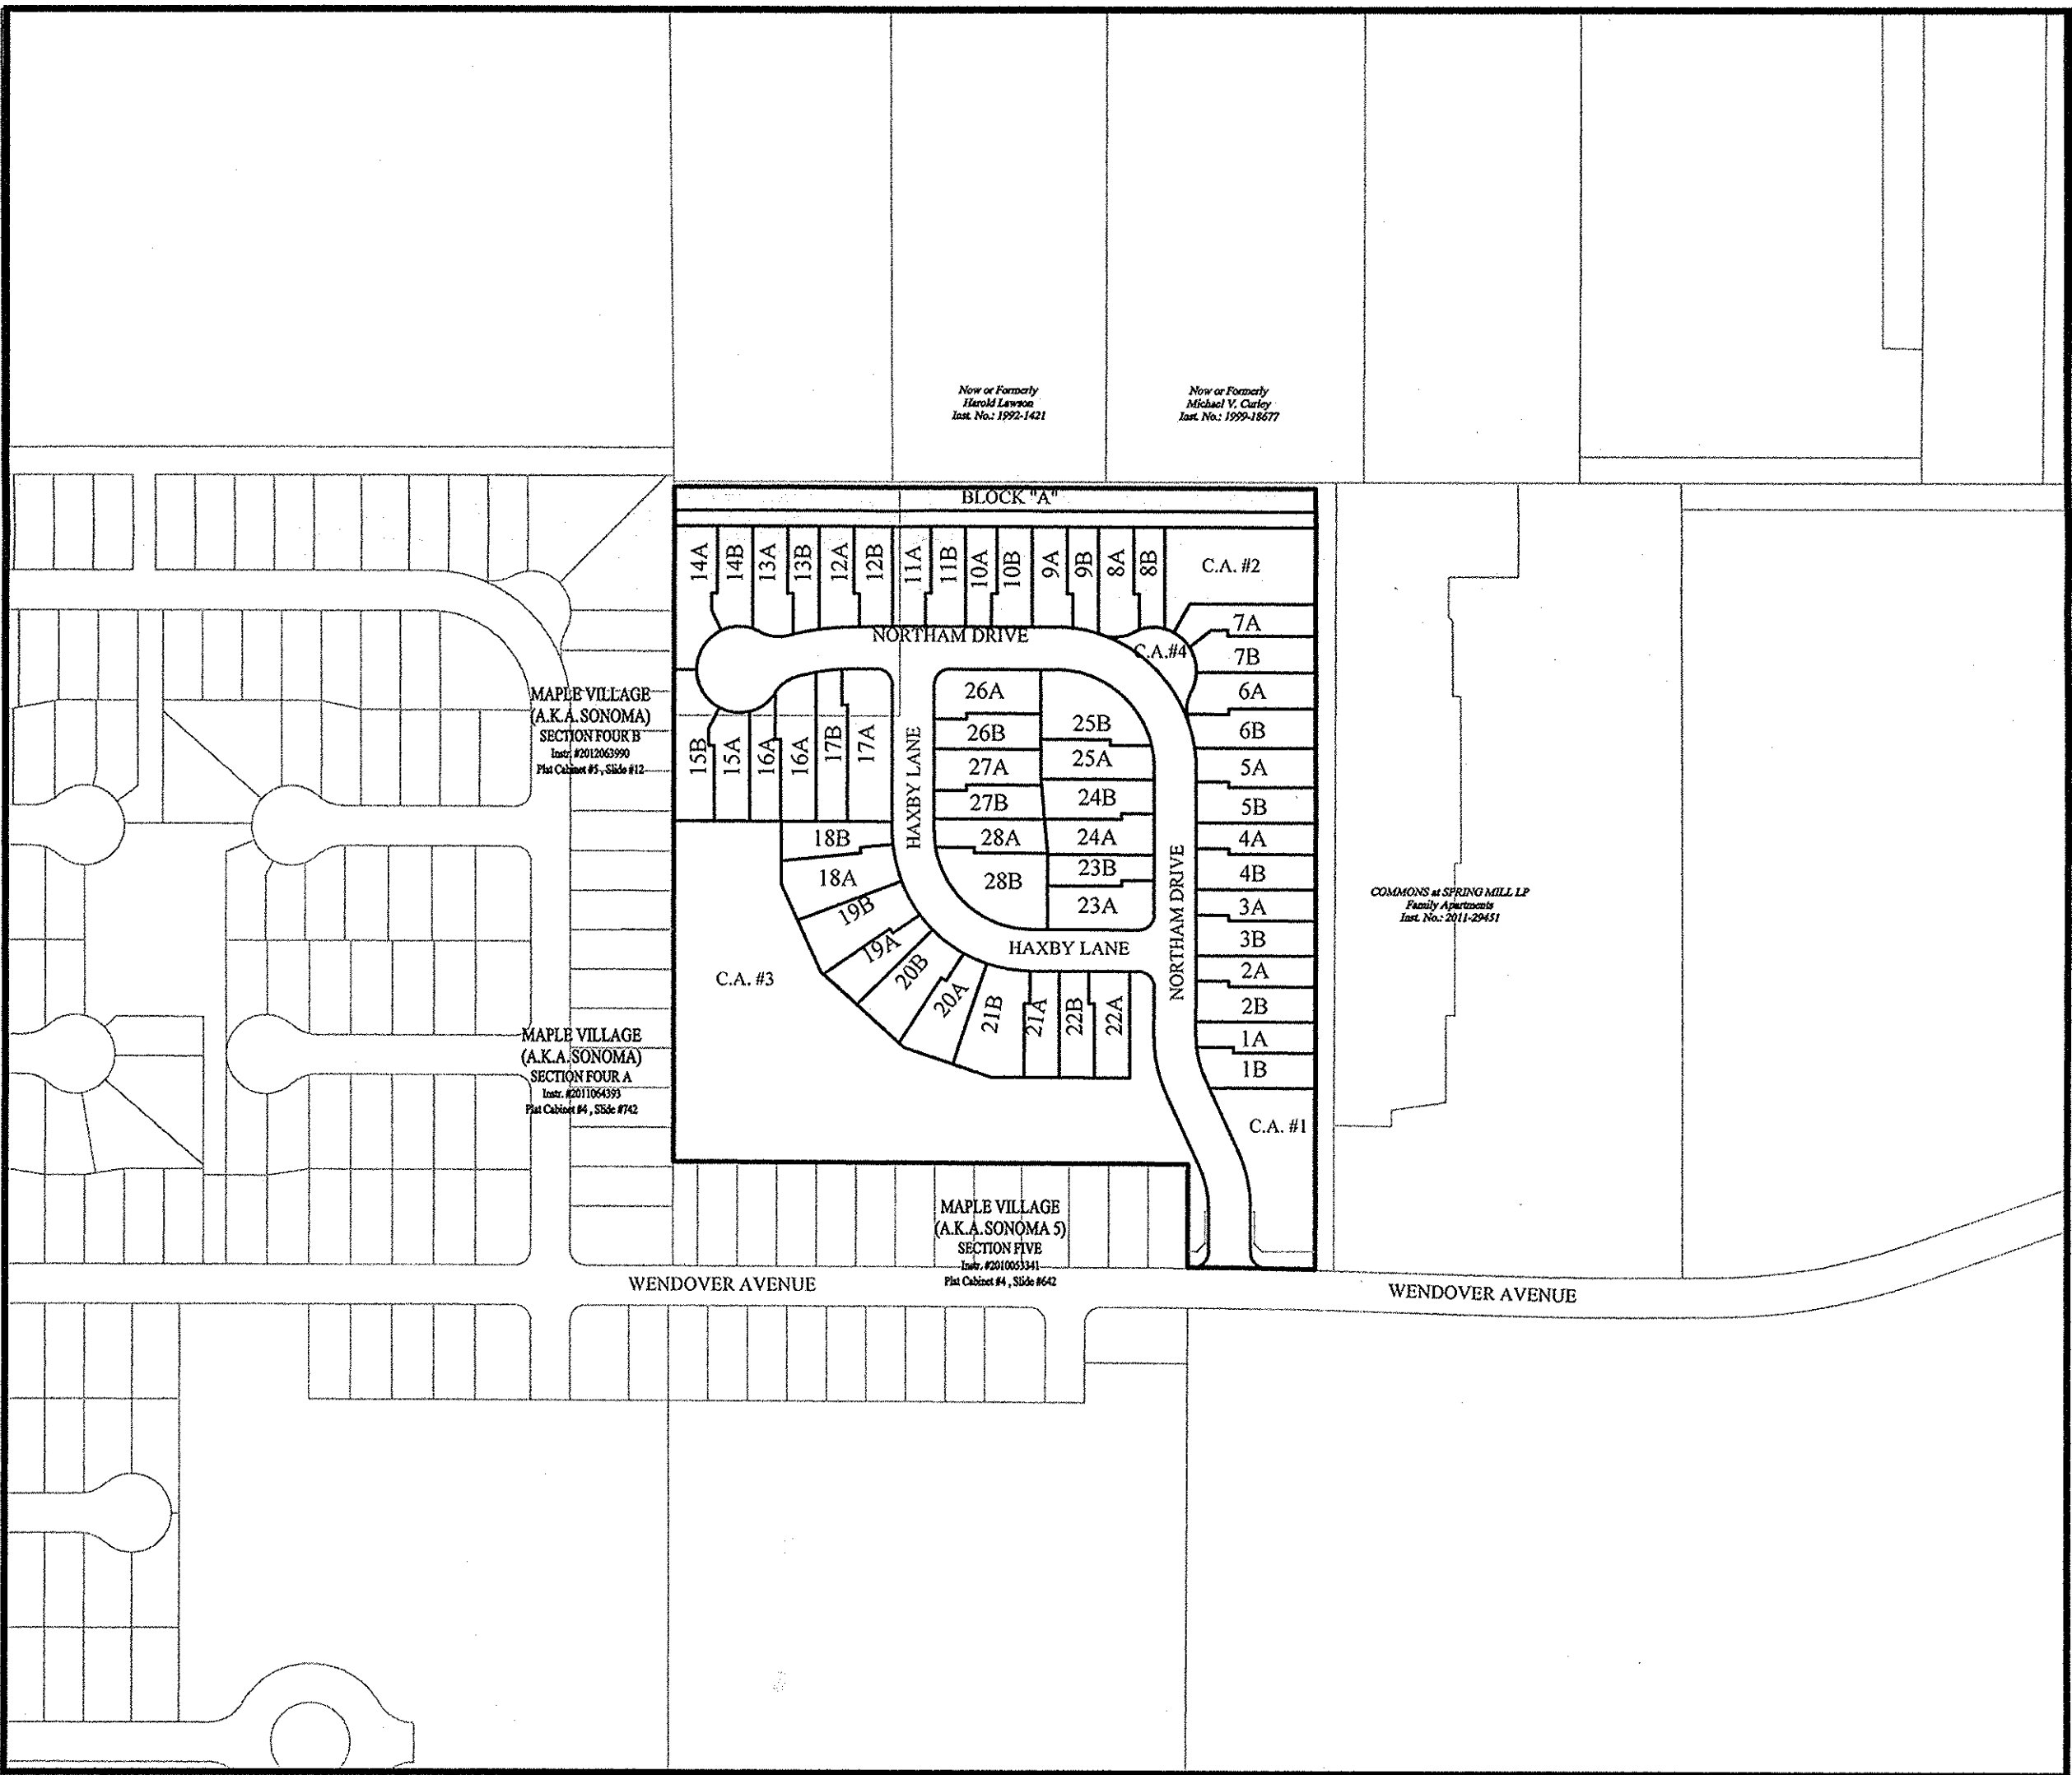 Now or Formerly
Harold Lawson
Inst. No.: 1992-1421
Now or Formerly
Michael V. Curley
Inst. No.: 1999-18677
BLOCK "A"
14A
14B
13A
13B
12A
12B
11A
11B
10A
10B
9A
9B
8A
8B
C.A. #2
7A
7B
6A
6B
5A
5B
4A
4B
3A
3B
2A
2B
1A
1B
C.A. #1
NORTHAM DRIVE
C.A.#4
MAPLE VILLAGE
(A.K.A. SONOMA)
SECTION FOUR B
Instr. #2012063990
Plat Cabinet #5 , Slide #12
15B
15A
16A
16A
17B
17A
HAXBY LANE
26A
26B
27A
27B
28A
28B
25B
25A
24B
24A
23B
23A
NORTHAM DRIVE
18B
18A
19B
19A
20B
20A
21B
21A
22B
22A
HAXBY LANE
C.A. #3
COMMONS at SPRING MILL LP
Family Apartments
Inst. No.: 2011-29451
MAPLE VILLAGE
(A.K.A. SONOMA)
SECTION FOUR A
Instr. #2011064393
Plat Cabinet #4 , Slide #742
MAPLE VILLAGE
(A.K.A. SONOMA 5)
SECTION FIVE
Instr. #2010053341
Plat Cabinet #4 , Slide #642
WENDOVER AVENUE
WENDOVER AVENUE